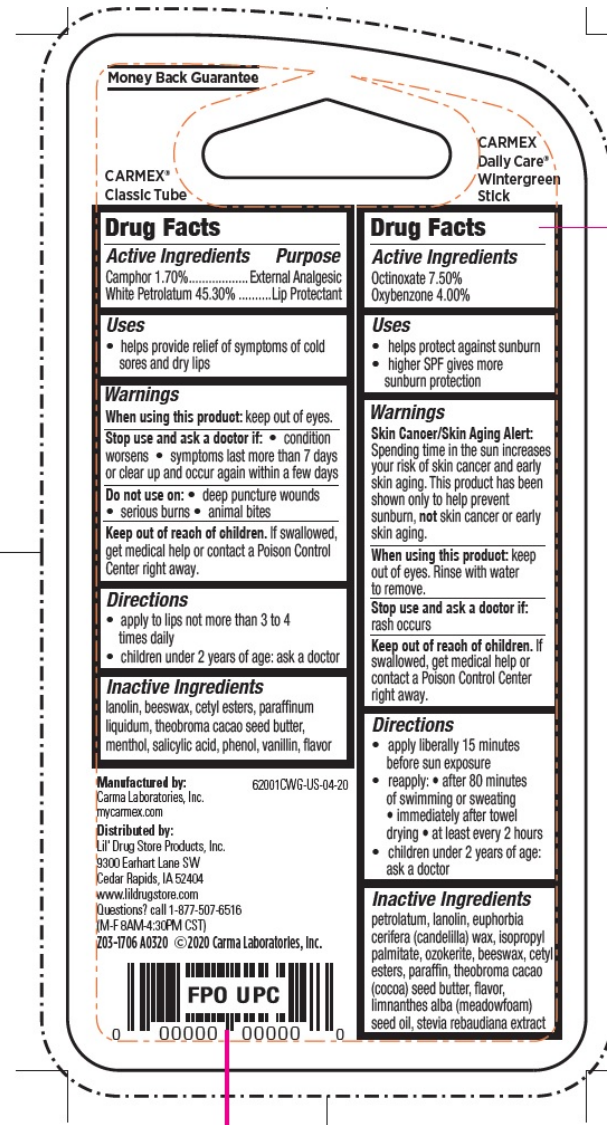 Money Back Guarantee
CARMEX®
Classic Tube
Drug Facts
Active Ingredients Purpose
Camphor 1.70%..................External Analgesic
White Petrolatum 45.30% ..........Lip Protectant
Uses
• helps provide relief of symptoms of cold
sores and dry lips
Warnings
When using this product: keep out of eyes.
Stop use and ask a doctor if: • condition
worsens • symptoms last more than 7 days
or clear up and occur again within a few days
Do not use on: • deep puncture wounds
• serious burns • animal bites
Keep out of reach of children. If swallowed,
get medical help or contact a Poison Control
Center right away.
Directions
• apply to lips not more than 3 to 4
times daily
• children under 2 years of age: ask a doctor
Inactive Ingredients
lanolin, beeswax, cetyl esters, paraffinum
liquidum, theobroma cacao seed butter,
menthol, salicylic acid, phenol, vanillin, flavor
Manufactured by: 62001CWG-US-04-20
Carma Laboratories, Inc.
mycarmex.com
Distributed by:
Lil' Drug Store Products, Inc.
9300 Earhart Lane SW
Cedar Rapids, IA 52404
www.lildrugstore.com
Questions? call 1-877-507-6516
(M-F 8AM-4:30PM CST)
Z03-1706 A0320 ©2020 Carma Laboratories, Inc.
FPO UPC
0 00000 00000 0
CARMEX
Daily Care®
Wintergreen
Stick
Drug Facts
Active Ingredients
Octinoxate 7.50%
Oxybenzone 4.00%
Uses
• helps protect against sunburn
• higher SPF gives more
sunburn protection
Warnings
Skin Cancer/Skin Aging Alert:
Spending time in the sun increases
your risk of skin cancer and early
skin aging. This product has been
shown only to help prevent
sunburn, not skin cancer or early
skin aging.
When using this product: keep
out of eyes. Rinse with water
to remove.
Stop use and ask a doctor if:
rash occurs
Keep out of reach of children. If
swallowed, get medical help or
contact a Poison Control Center
right away.
Directions
• apply liberally 15 minutes
before sun exposure
• reapply: • after 80 minutes
of swimming or sweating
• immediately after towel
drying • at least every 2 hours
• children under 2 years of age:
ask a doctor
Inactive Ingredients
petrolatum, lanolin, euphorbia
cerifera (candelilla) wax, isopropyl
palmitate, ozokerite, beeswax, cetyl
esters, paraffin, theobroma cacao
(cocoa) seed butter, flavor,
limnanthes alba (meadowfoam)
seed oil, stevia rebaudiana extract